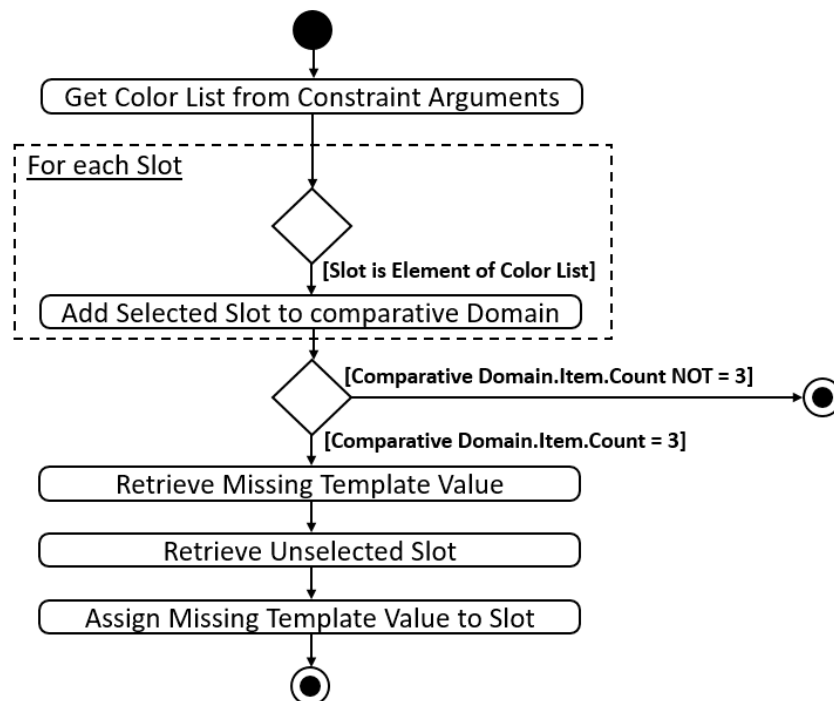 Get Color List from Constraint Arguments
For each Slot
[Slot is Element of Color List]
Add Selected Slot to comparative Domain
[Comparative Domain.Item.Count NOT = 3]
[Comparative Domain.Item.Count = 3]
Retrieve Missing Template Value
Retrieve Unselected Slot
Assign Missing Template Value to Slot